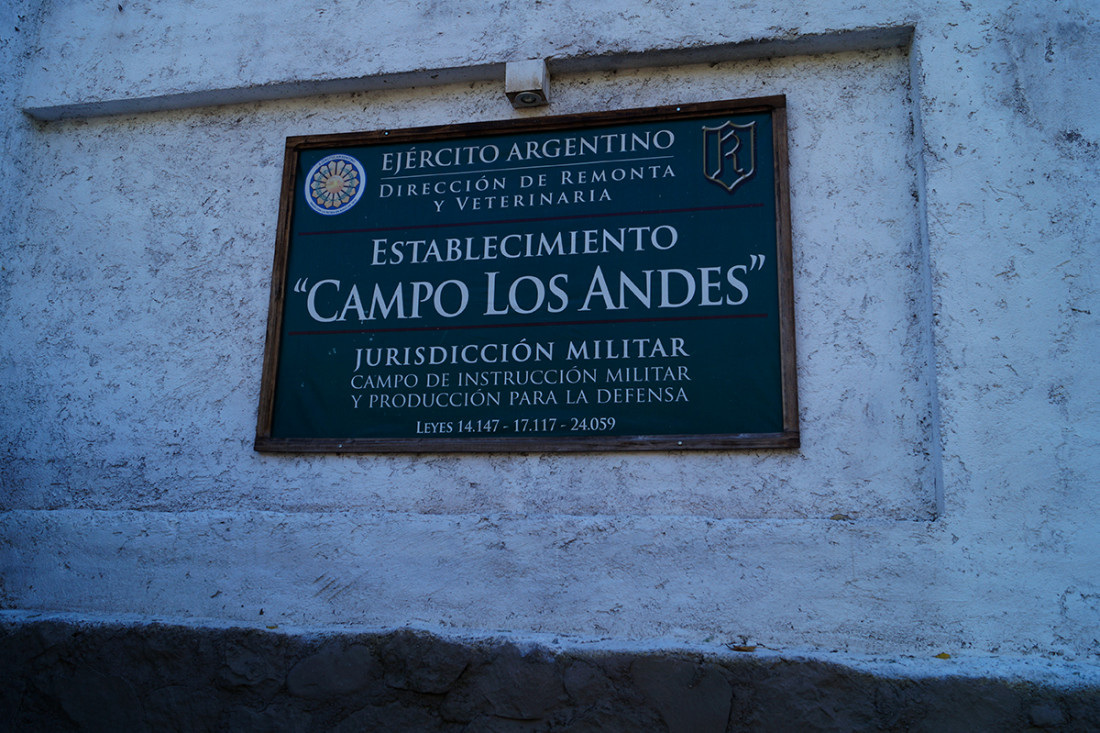 EJÉRCITO ARGENTINO
DIRECCIÓN DE REMONTA
Y VETERINARIA
ESTABLECIMIENTO
“CAMPO LOS ANDES”
JURISDICCIÓN MILITAR
CAMPO DE INSTRUCCIÓN MILITAR
Y PRODUCCIÓN PARA LA DEFENSA
LEYES 14.147 - 17.117 - 24.059